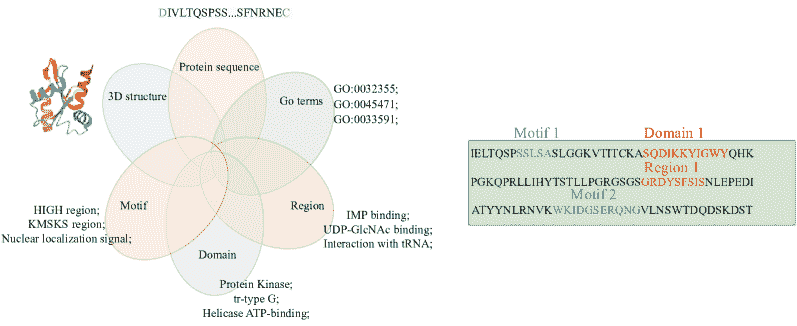 DIVLTQSPSS...SFNRNEC
Protein sequence
3D structure
Go terms
GO:0032355;
GO:0045471;
GO:0033591;
Motif
Region
Domain
HIGH region;
KMSKS region;
Nuclear localization signal;
IMP binding;
UDP-GlcNAc binding;
Interaction with tRNA;
Protein Kinase;
tr-type G;
Helicase ATP-binding;
Motif 1 Domain 1
IELTQSPSSLSASLGGKVTITCKASQDIKKYIGWYQHK
Region 1
PGKQPRLLIHYTSTLLPGRGSGSGRDYSFSISNLEPEDI
Motif 2
ATYYNLRNVKWKIDGSERQNGVLNSWTDQDSKDST